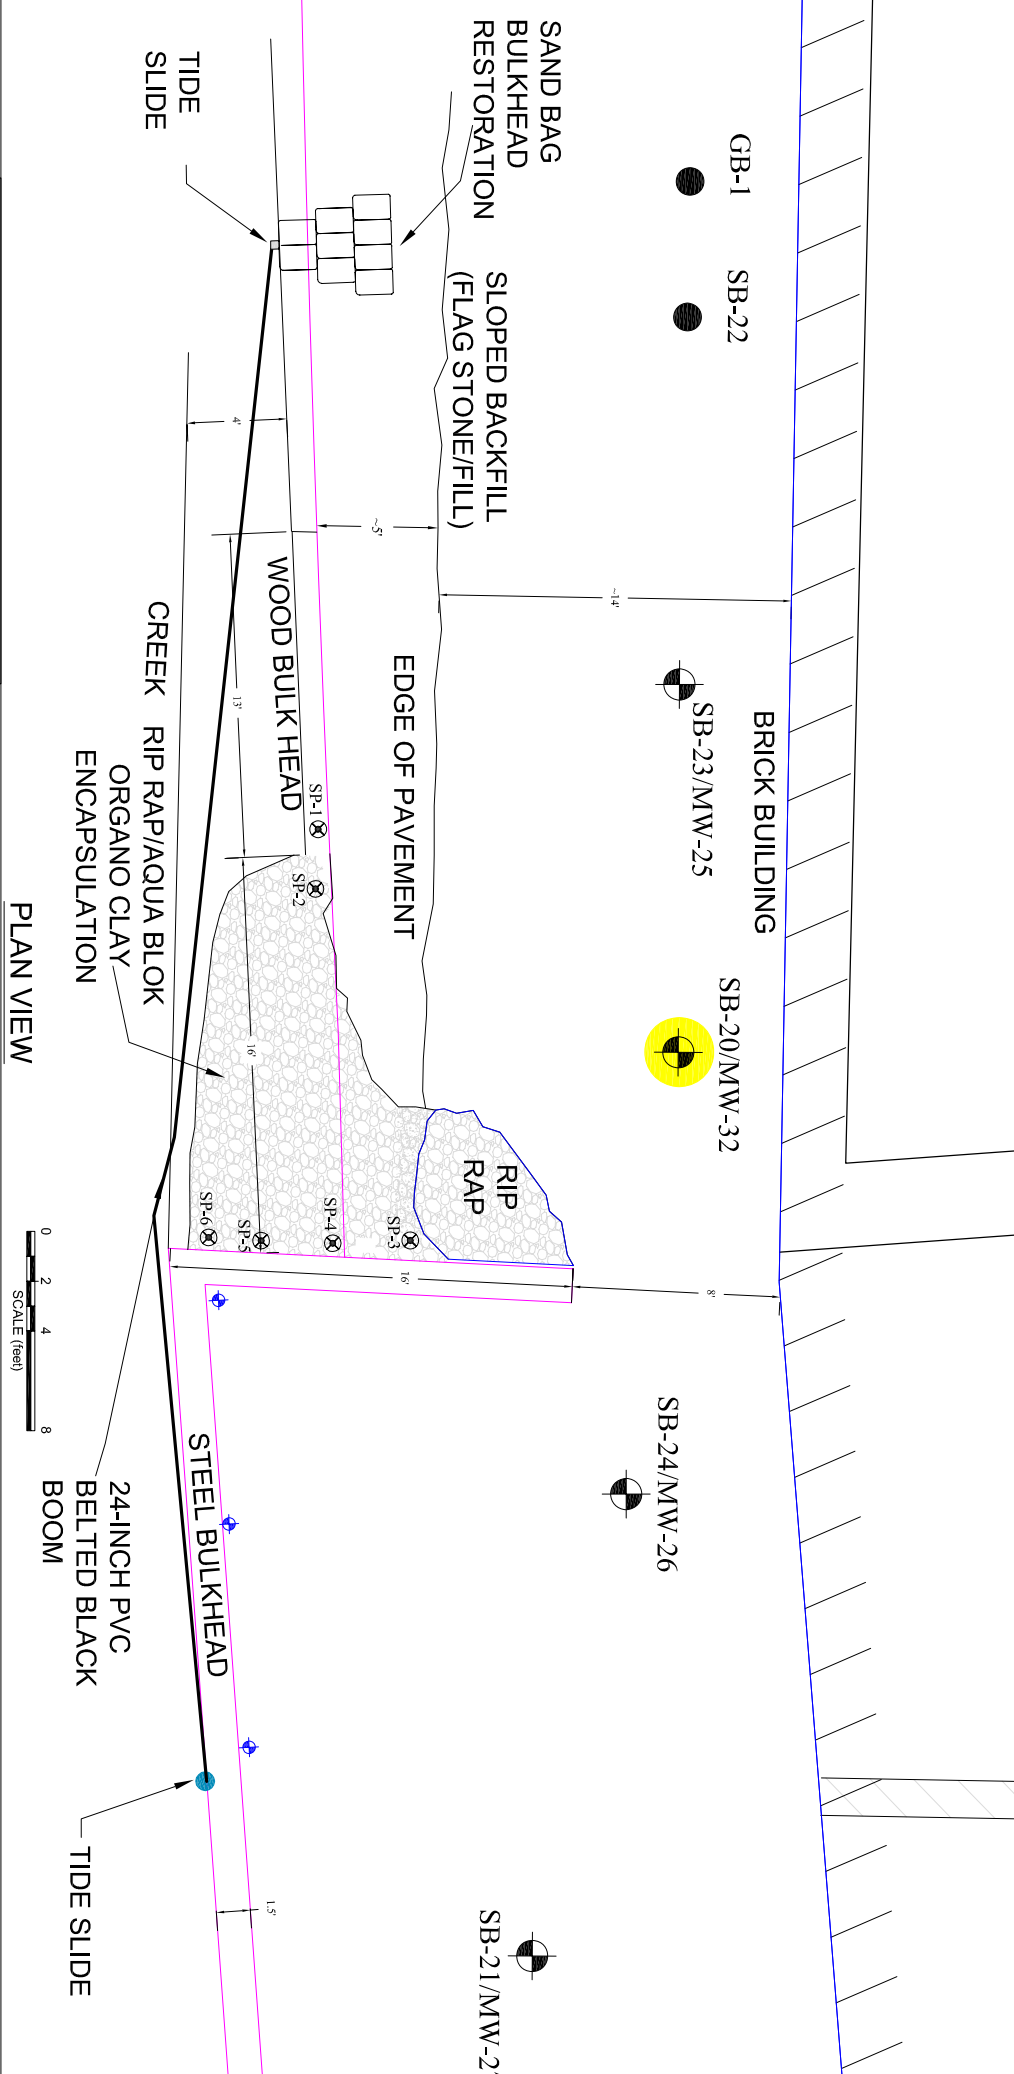 SAND BAG
BULKHEAD
RESTORATION
TIDE
SLIDE
GB-1
SB-22
SLOPED BACKFILL
(FLAG STONE/FILL)
4'
~5'
~14'
WOOD BULK HEAD
13'
CREEK
EDGE OF PAVEMENT
SB-23/MW-25
BRICK BUILDING
SP-1
SP-2
RIP RAP/AQUA BLOK
ORGANO CLAY
ENCAPSULATION
SB-20/MW-32
16'
RIP
RAP
SP-3
SP-4
SP-5
SP-6
16'
8'
PLAN VIEW
0 2 4 8
SCALE (feet)
SB-24/MW-26
STEEL BULKHEAD
24-INCH PVC
BELTED BLACK
BOOM
TIDE SLIDE
1.5'